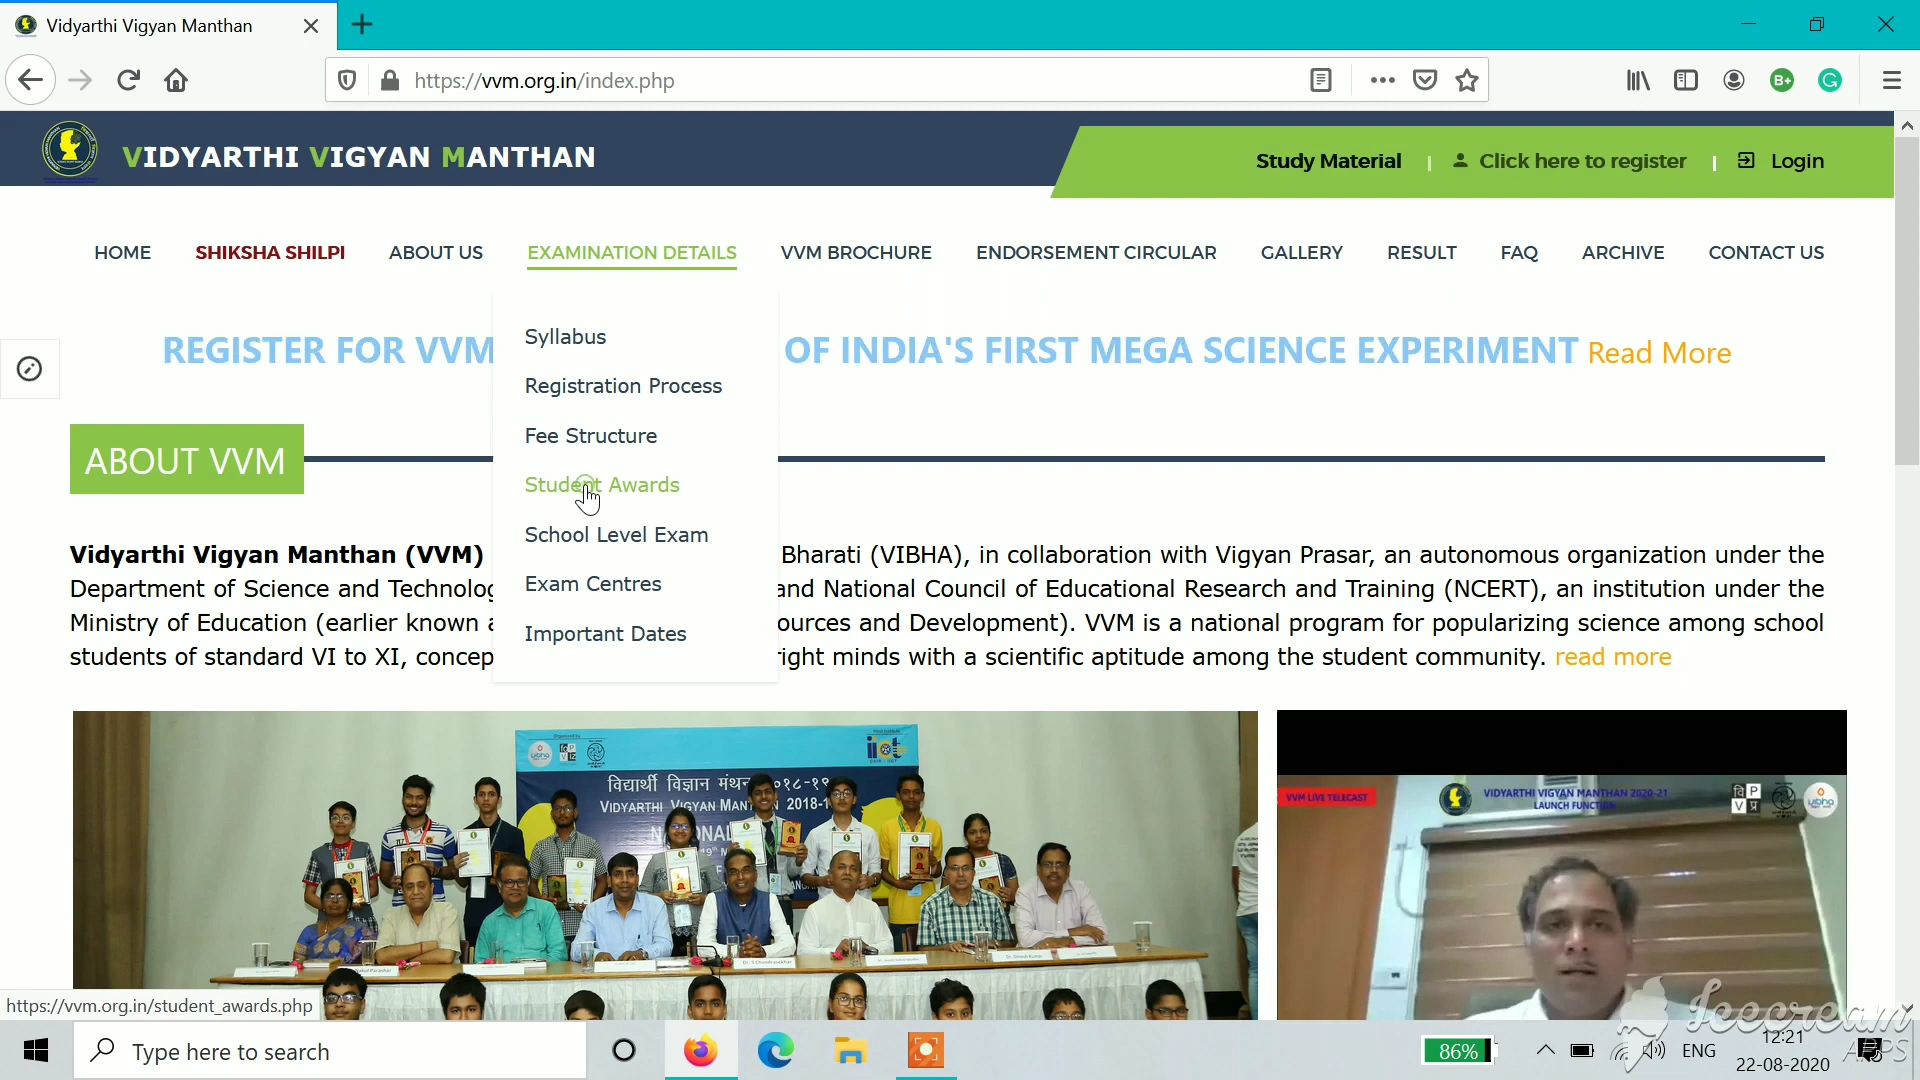 Vidyarthi Vigyan Manthan
https://vvm.org.in/index.php
VIDYARTHI VIGYAN MANTHAN
Study Material | Click here to register | Login
HOME SHIKSHA SHILPI ABOUT US EXAMINATION DETAILS VVM BROCHURE ENDORSEMENT CIRCULAR GALLERY RESULT FAQ ARCHIVE CONTACT US
REGISTER FOR VVM OF INDIA'S FIRST MEGA SCIENCE EXPERIMENT Read More
Syllabus
Registration Process
Fee Structure
Student Awards
School Level Exam
Exam Centres
Important Dates
ABOUT VVM
Vidyarthi Vigyan Manthan (VVM) Bharati (VIBHA), in collaboration with Vigyan Prasar, an autonomous organization under the
Department of Science and Technolog and National Council of Educational Research and Training (NCERT), an institution under the
Ministry of Education (earlier known ources and Development). VVM is a national program for popularizing science among school
students of standard VI to XI, concep right minds with a scientific aptitude among the student community. read more
विद्यार्थी विज्ञान मंथन २०१८-१९
VIDYARTHI VIGYAN MANTHAN 2018-1
NATIONAL
VVM LIVE TELECAST
VIDYARTHI VIGYAN MANTHAN 2020-21
LAUNCH FUNCTION
वि P
V प्र
vibha
https://vvm.org.in/student_awards.php
Type here to search
86%
ENG
12:21
22-08-2020
Icecream
APPS